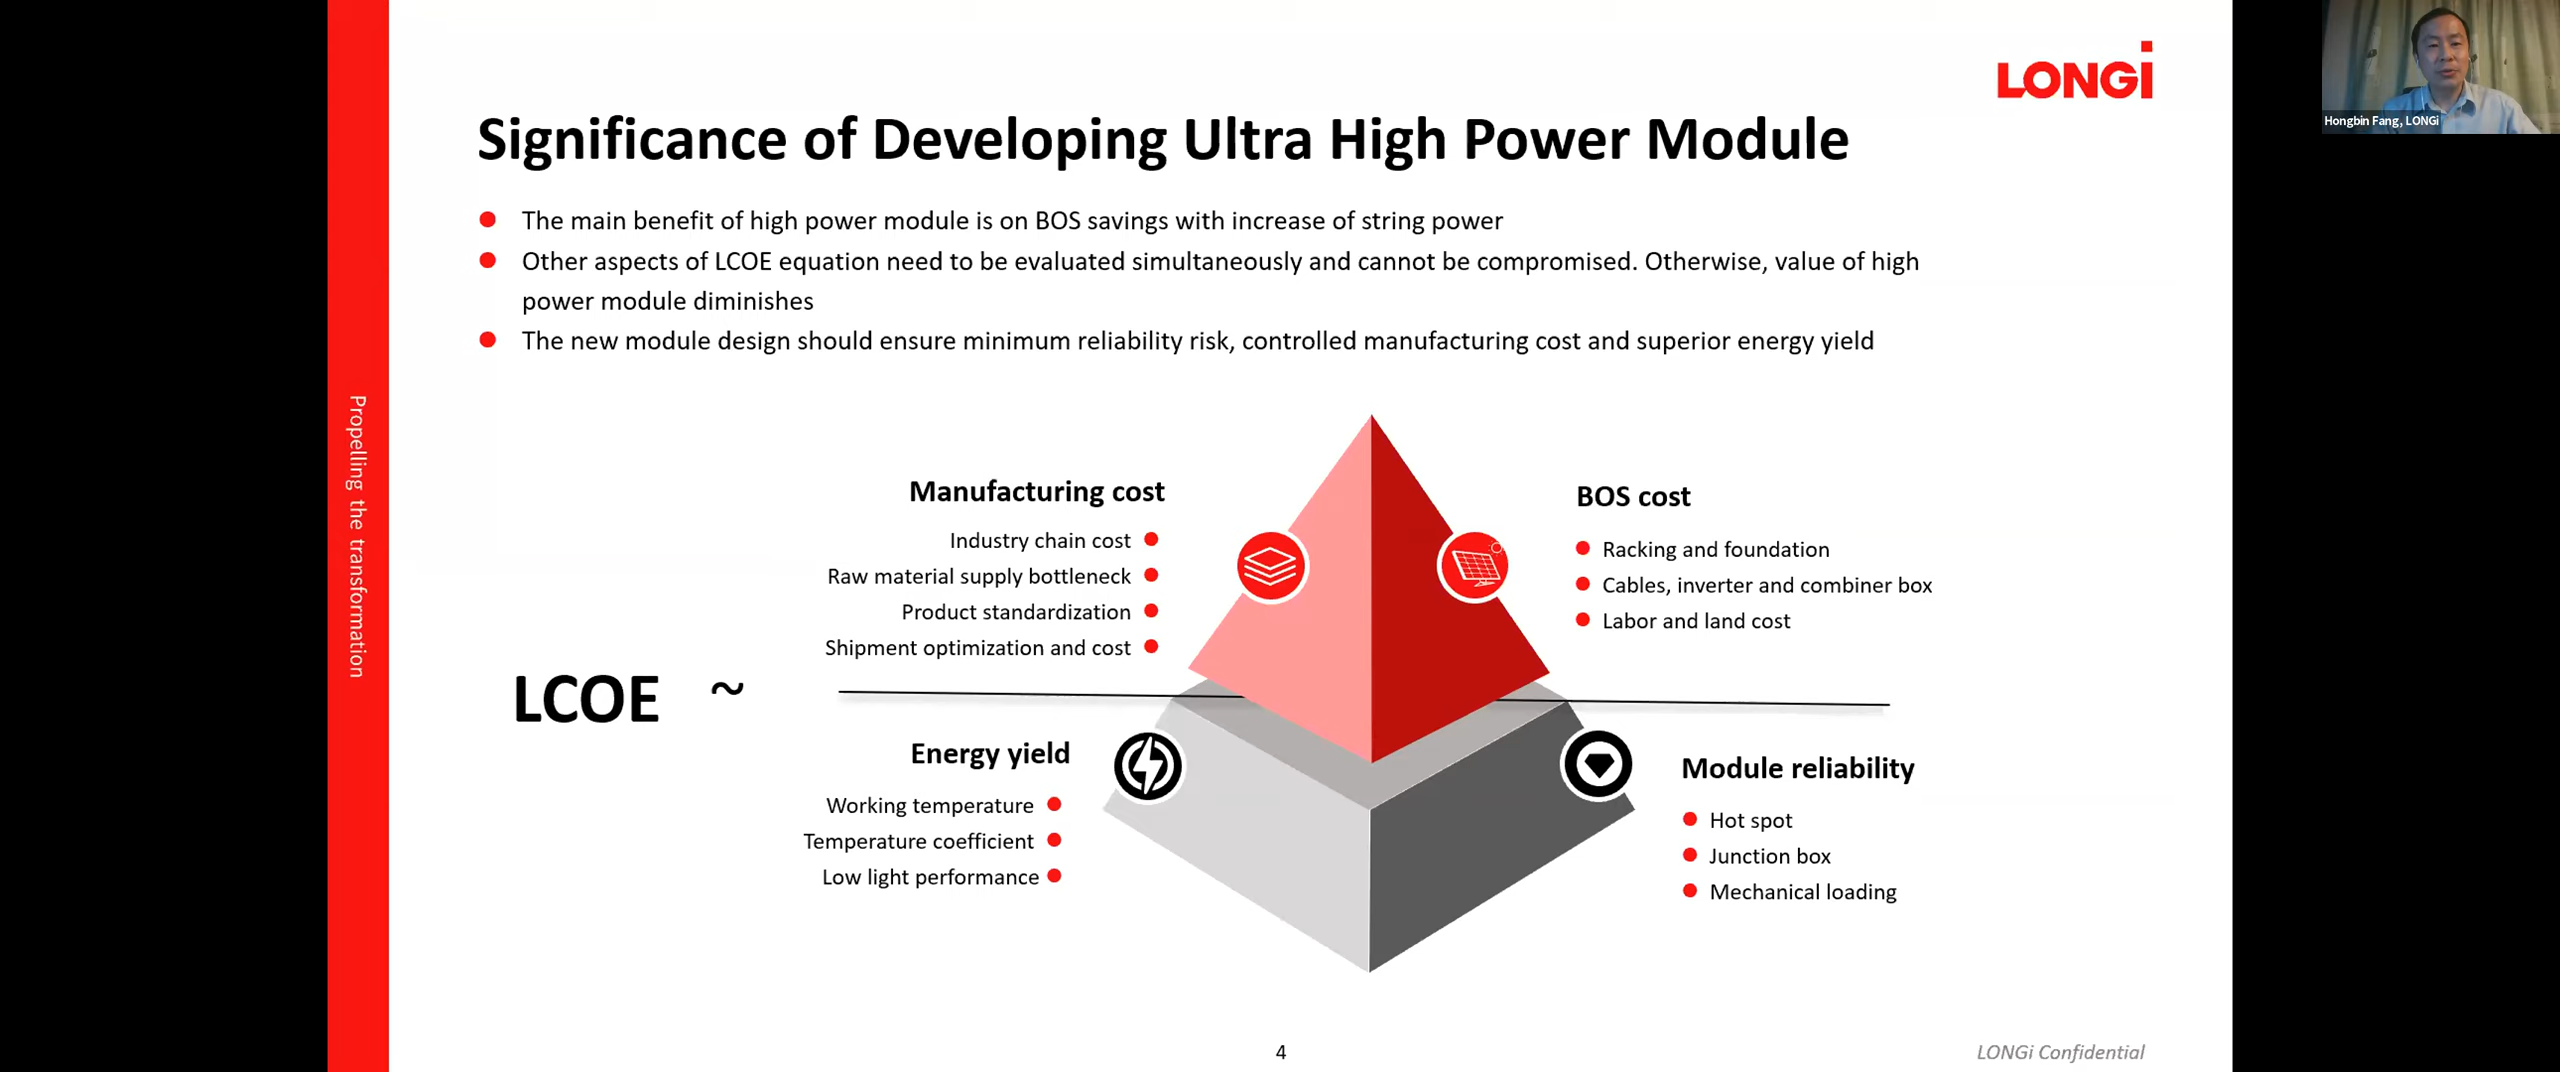 LONGi
Hongbin Fang, LONGi
Significance of Developing Ultra High Power Module
The main benefit of high power module is on BOS savings with increase of string power
Other aspects of LCOE equation need to be evaluated simultaneously and cannot be compromised. Otherwise, value of high
power module diminishes
The new module design should ensure minimum reliability risk, controlled manufacturing cost and superior energy yield
Propelling the transformation
Manufacturing cost
Industry chain cost
Raw material supply bottleneck
Product standardization
Shipment optimization and cost
BOS cost
Racking and foundation
Cables, inverter and combiner box
Labor and land cost
LCOE ~
Energy yield
Working temperature
Temperature coefficient
Low light performance
Module reliability
Hot spot
Junction box
Mechanical loading
4
LONGi Confidential